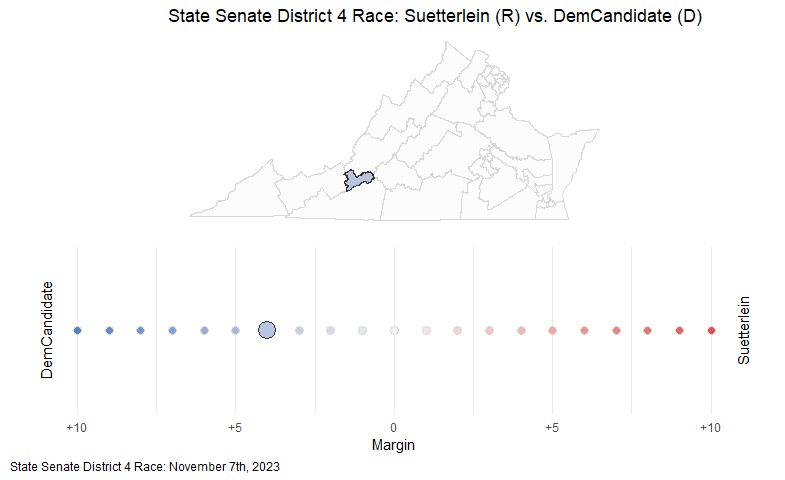 State Senate District 4 Race: Suetterlein (R) vs. DemCandidate (D)
DemCandidate
Suetterlein
+10
+5
0
+5
+10
Margin
State Senate District 4 Race: November 7th, 2023